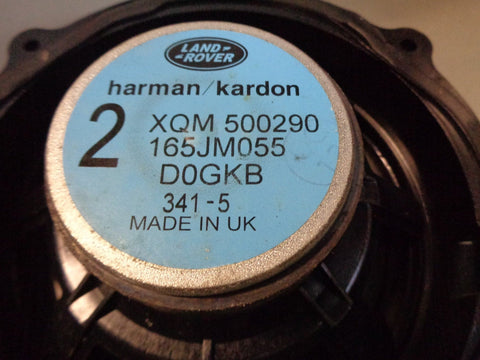 LAND-
-ROVER
harman/kardon
2
XQM 500290
165JM055
D0GKB
341-5
MADE IN UK